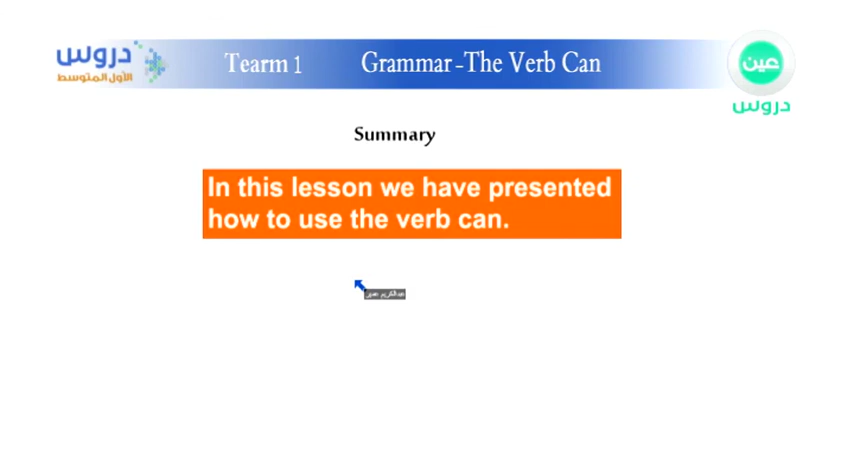 دروس
الأول المتوسط
Tearm 1
Grammar -The Verb Can
عين
دروس
Summary
In this lesson we have presented
how to use the verb can.
عبدالكريم